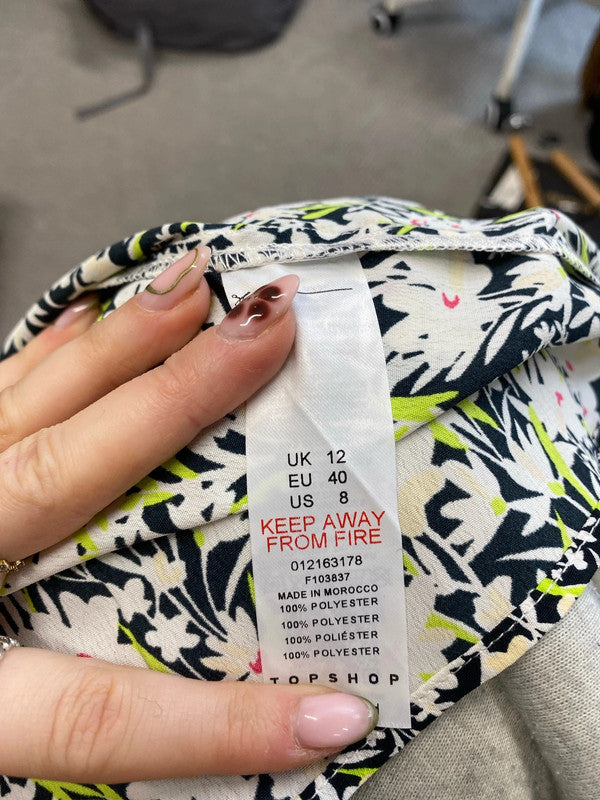 UK 12
EU 40
US 8
KEEP AWAY
FROM FIRE
012163178
F103837
MADE IN MOROCCO
100% POLYESTER
100% POLYESTER
100% POLIÉSTER
100% POLYESTER
TOPSHOP